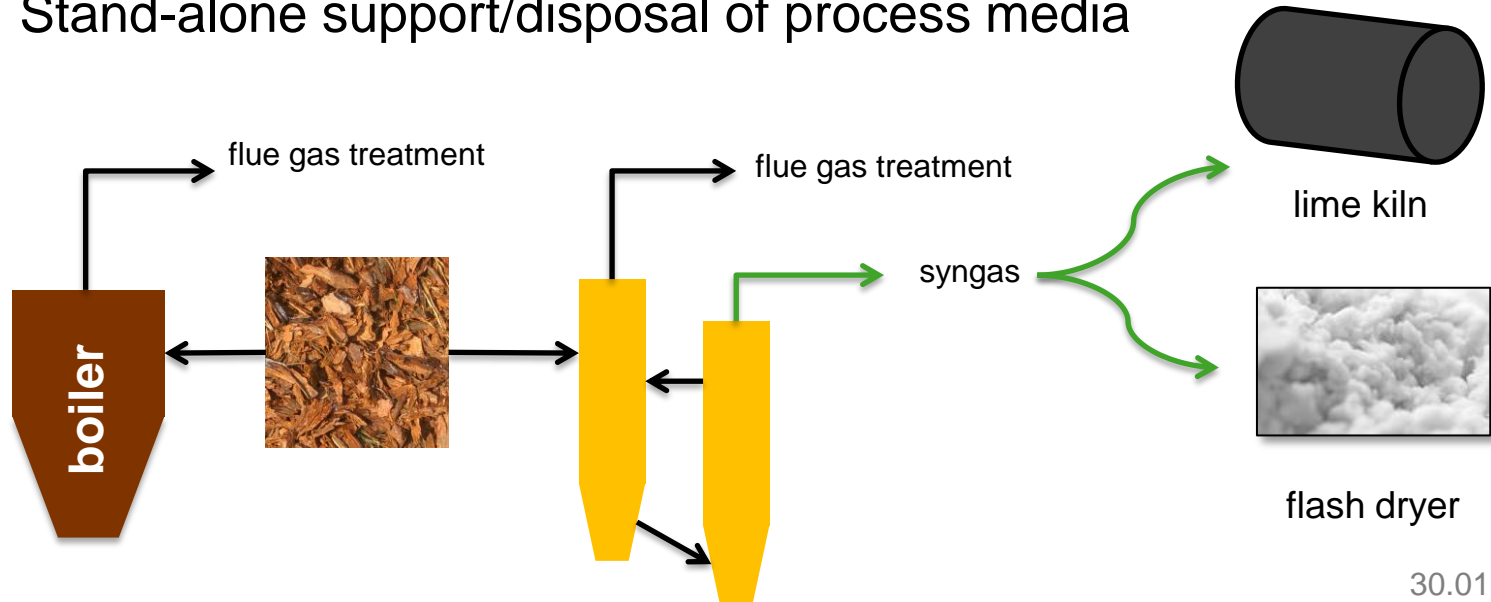 Stand-alone support/disposal of process media
flue gas treatment
flue gas treatment
lime kiln
syngas
boiler
flash dryer
30.01